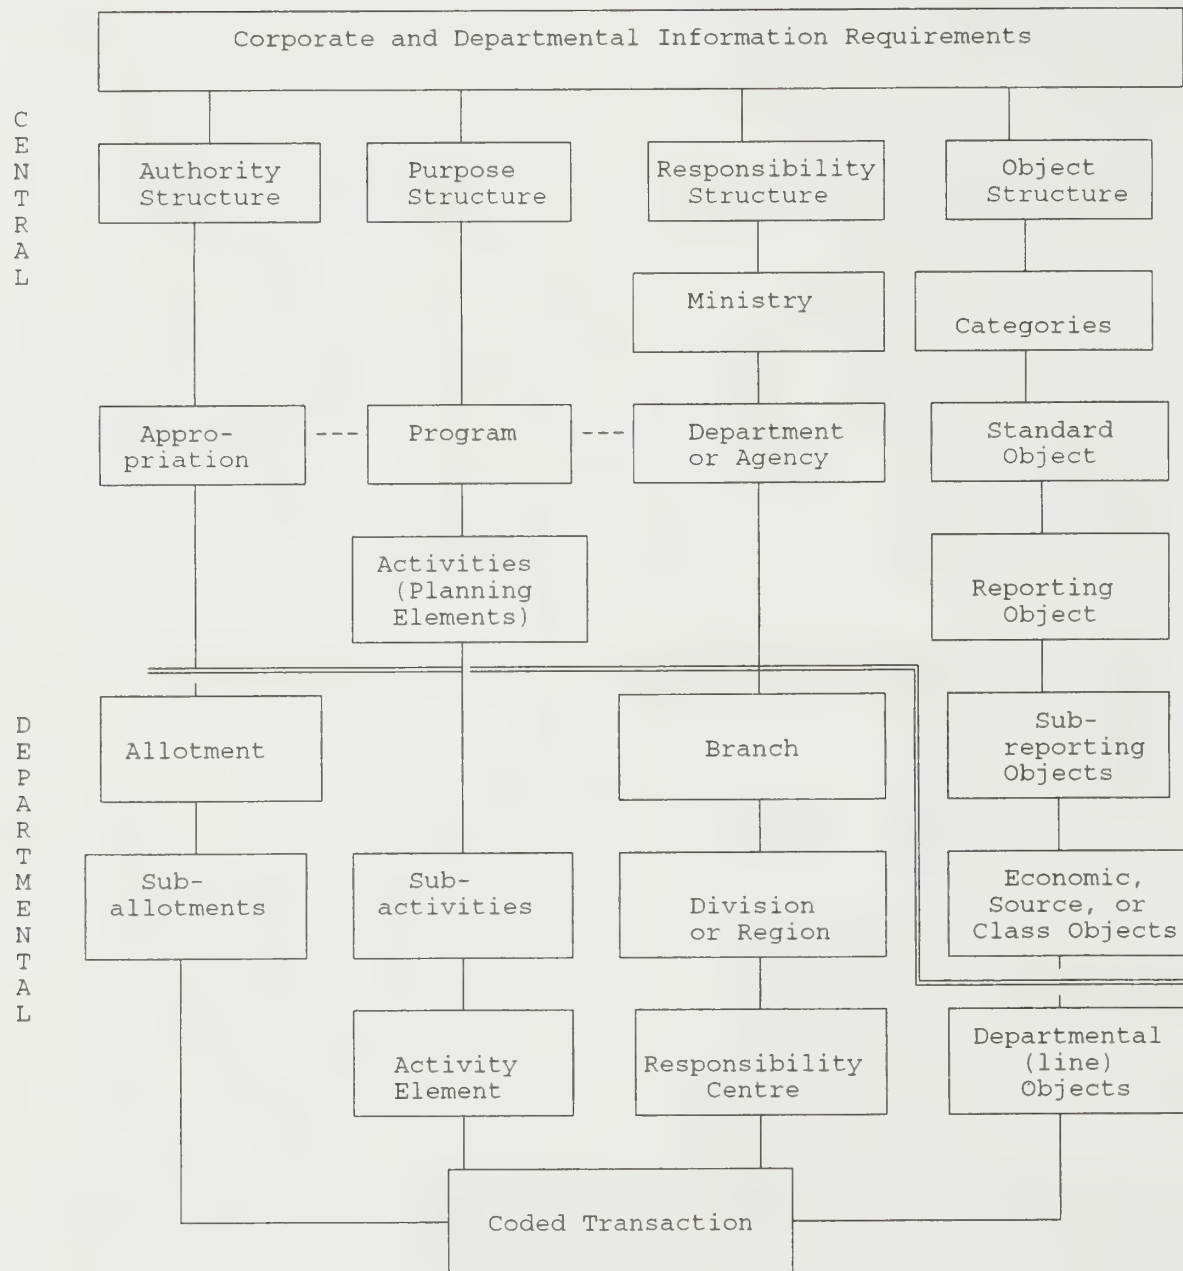 Corporate and Departmental Information Requirements
CENTRAL
Authority
Structure
Purpose
Structure
Responsibility
Structure
Object
Structure
Ministry
Categories
Appro-
priation
---
Program
---
Department
or Agency
Standard
Object
Activities
(Planning
Elements)
Reporting
Object
DEPARTMENTAL
Allotment
Branch
Sub-
reporting
Objects
Sub-
allotments
Sub-
activities
Division
or Region
Economic,
Source, or
Class Objects
Activity
Element
Responsibility
Centre
Departmental
(line)
Objects
Coded Transaction